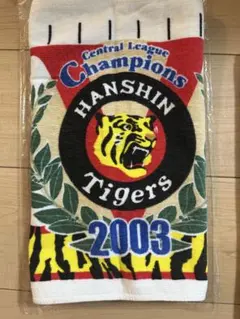 Central League
Champions
HANSHIN
Tigers
2003